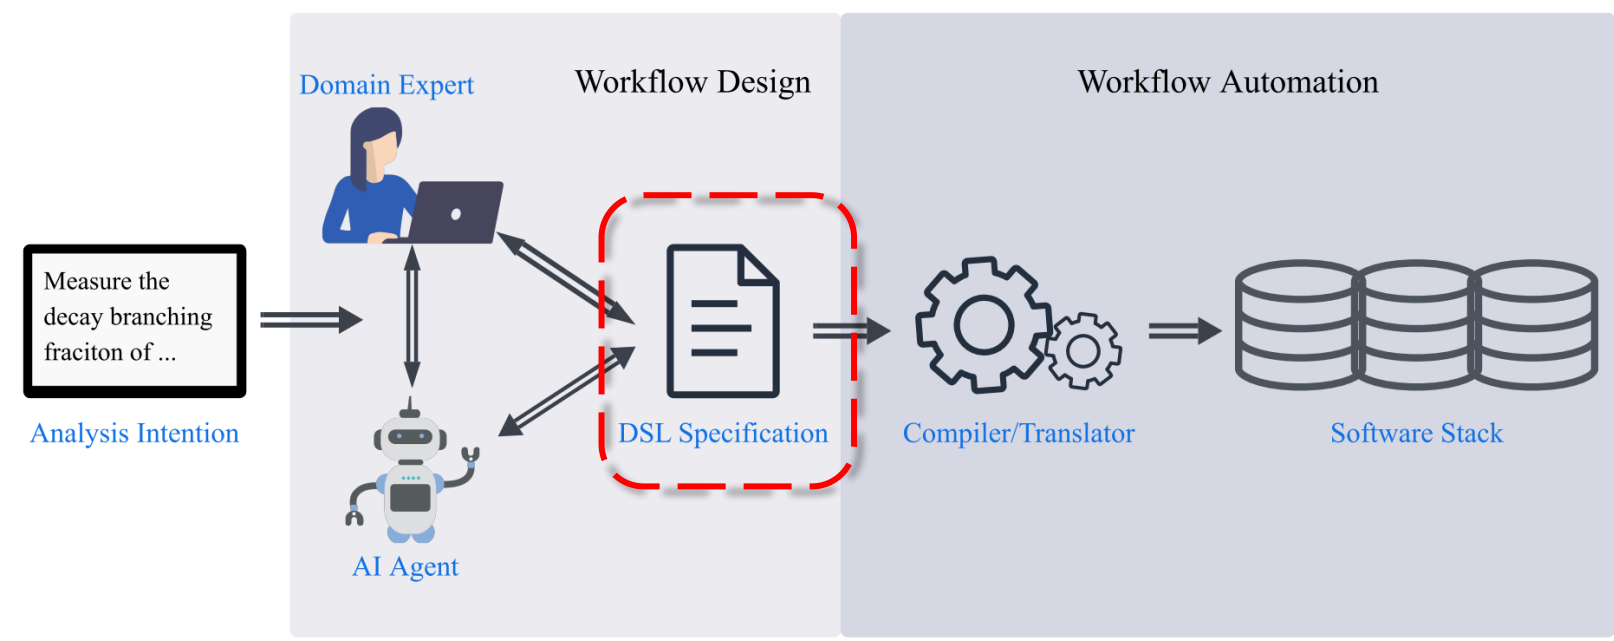 Domain Expert
Workflow Design
Workflow Automation
Measure the
decay branching
fraciton of ...
Analysis Intention
DSL Specification
Compiler/Translator
Software Stack
AI Agent